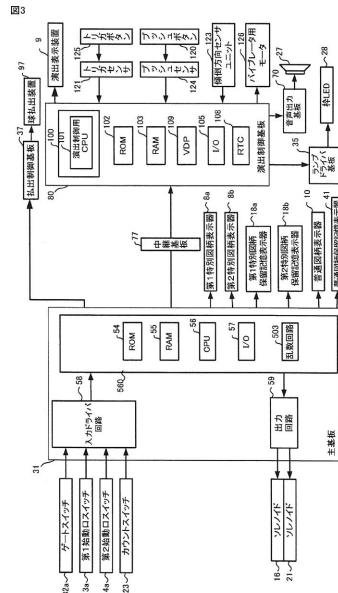 図3
演出表示装置
9
球払出装置
97
払出制御基板
37
トリガボタン
125
トリガセンサ
121
プッシュボタン
120
プッシュセンサ
124
傾倒方向センサユニット
123
バイブレータ用モータ
126
27
音声出力基板
70
枠LED
28
ランプドライバ基板
35
演出制御用CPU
100
101
ROM
102
RAM
103
VDP
109
I/O
105
RTC
108
演出制御基板
80
中継基板
77
第1特別図柄表示器
8a
第2特別図柄表示器
8b
第1特別図柄保留記憶表示器
18a
第2特別図柄保留記憶表示器
18b
普通図柄表示器
10
41
ROM
54
RAM
55
CPU
56
I/O
57
乱数回路
503
560
入力ドライバ回路
58
出力回路
59
主基板
31
ゲートスイッチ
32a
第1始動口スイッチ
3a
第2始動口スイッチ
4a
カウントスイッチ
23
ソレノイド
16
ソレノイド
21